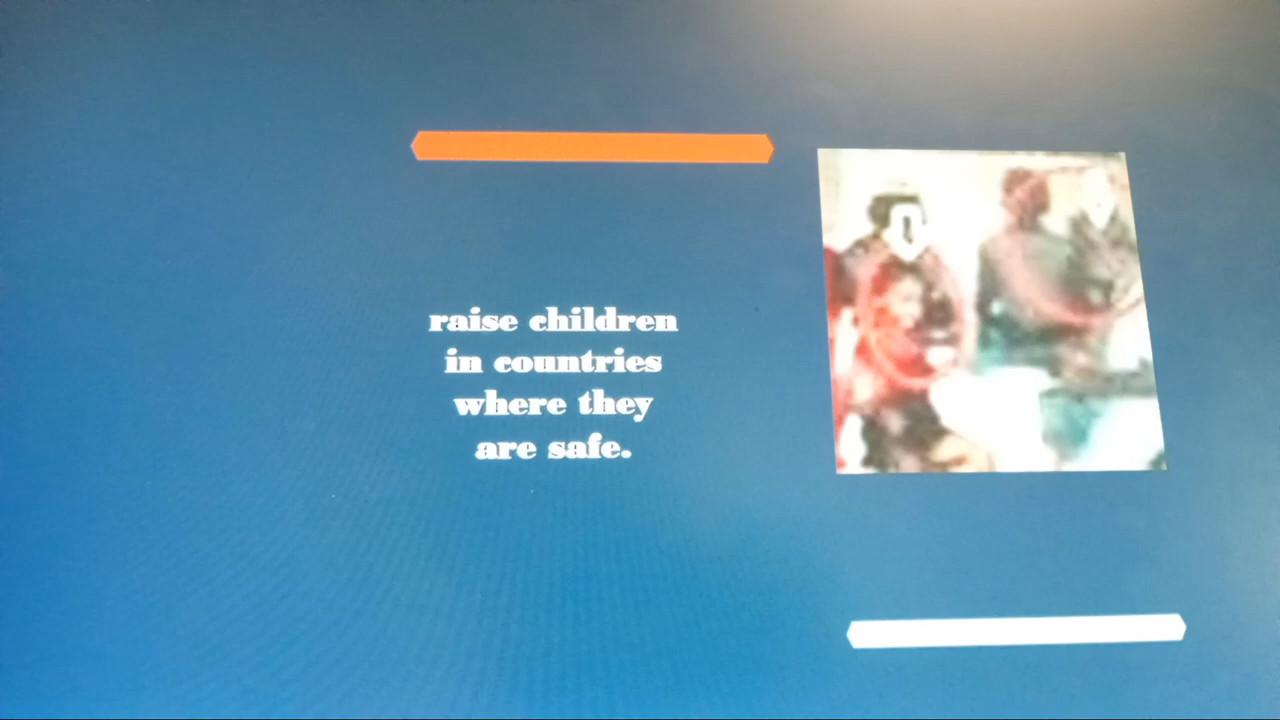 raise children
in countries
where they
are safe.